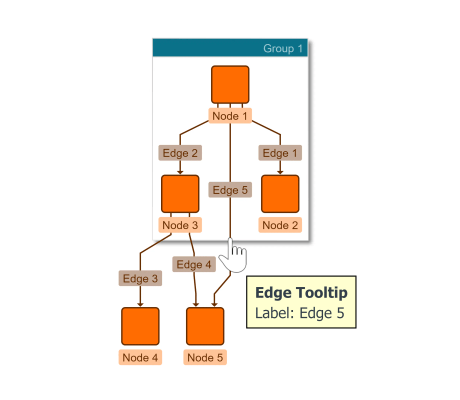 Group 1
Node 1
Edge 2
Edge 1
Edge 5
Node 3
Node 2
Edge 4
Edge 3
Edge Tooltip
Label: Edge 5
Node 4
Node 5